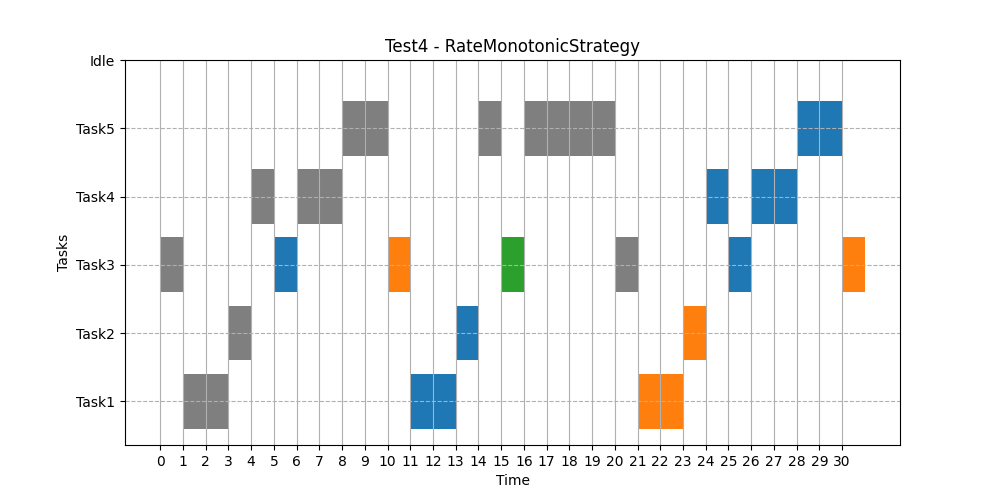 Test4 - RateMonotonicStrategy
Idle
Task5
Task4
Task3
Task2
Task1
Tasks
0 1 2 3 4 5 6 7 8 9 10 11 12 13 14 15 16 17 18 19 20 21 22 23 24 25 26 27 28 29 30
Time